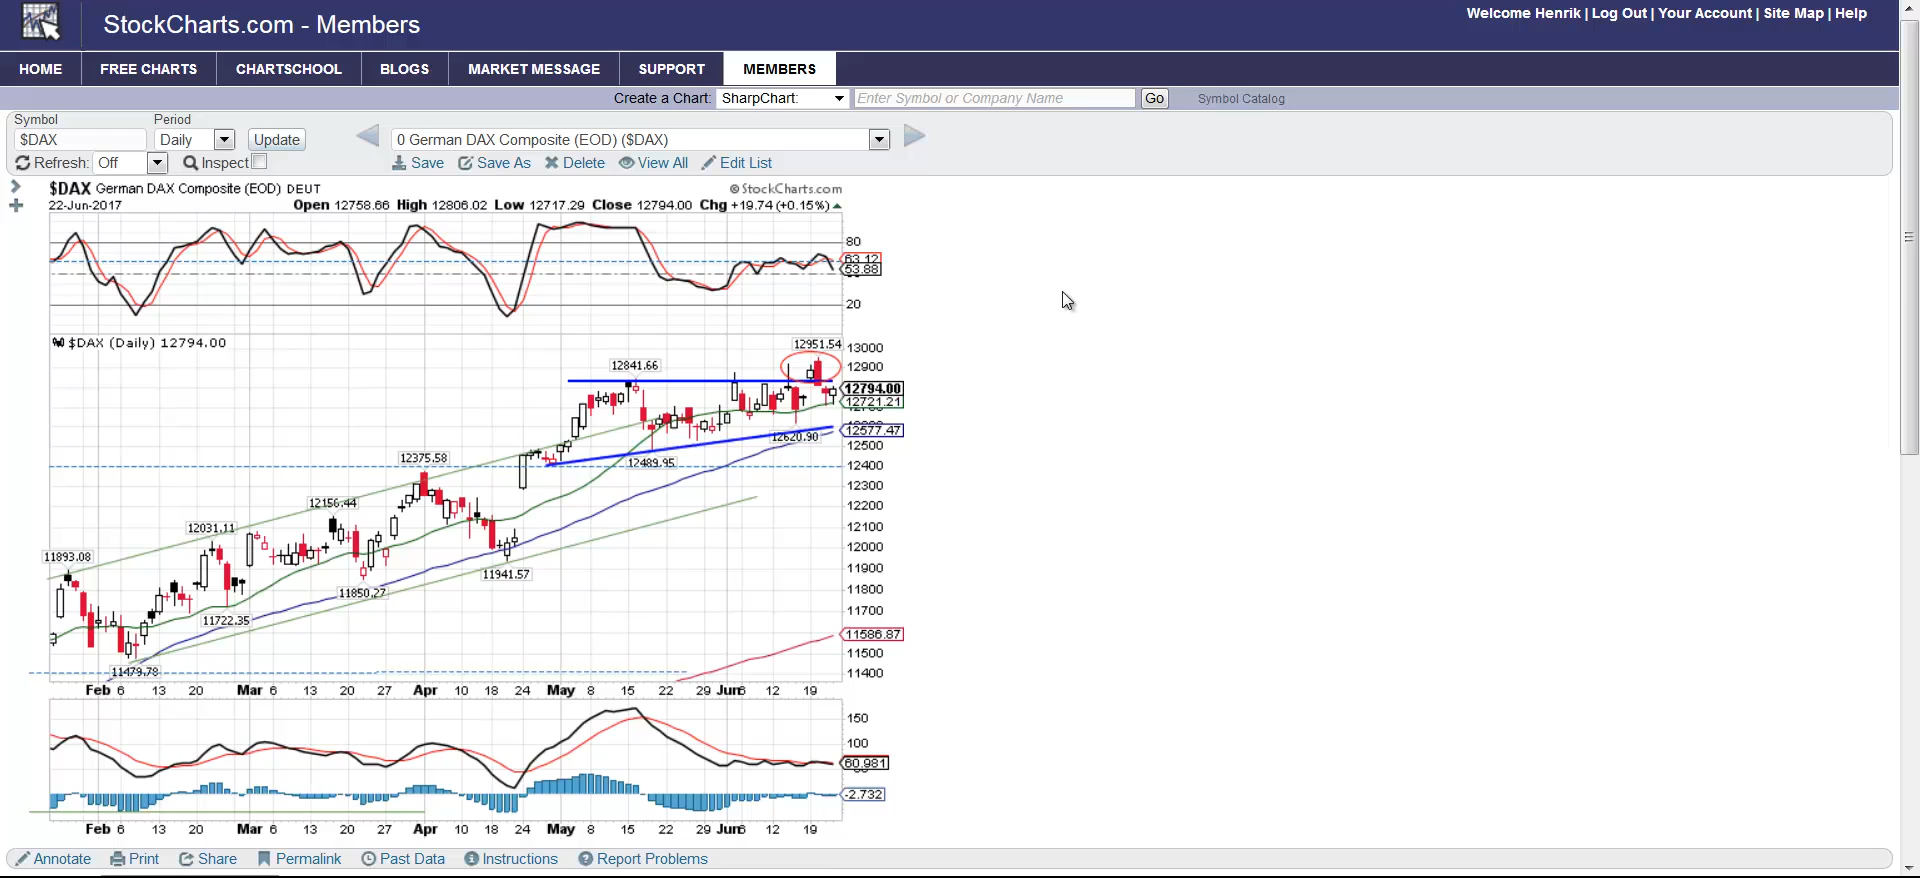 StockCharts.com - Members
Welcome Henrik | Log Out | Your Account | Site Map | Help
HOME FREE CHARTS CHARTSCHOOL BLOGS MARKET MESSAGE SUPPORT MEMBERS
Create a Chart: SharpChart: Enter Symbol or Company Name Go Symbol Catalog
Symbol Period
$DAX Daily Update 0 German DAX Composite (EOD) ($DAX)
Refresh: Off Inspect Save Save As Delete View All Edit List
$DAX German DAX Composite (EOD) DEUT © StockCharts.com
22-Jun-2017 Open 12758.66 High 12806.02 Low 12717.29 Close 12794.00 Chg +19.74 (+0.15%)
80
63.12
53.88
20
$DAX (Daily) 12794.00
12951.54
13000
12841.66
12900
12794.00
12721.21
12620.90
12577.47
12500
12375.58
12489.95
12400
12300
12156.44
12200
12031.11
12100
12000
11893.08
11941.57
11900
11850.27
11800
11722.35
11700
11586.87
11500
11479.78
11400
Feb 6 13 20 Mar 6 13 20 27 Apr 10 18 24 May 8 15 22 29 Jun 6 12 19
150
100
60.981
-2.732
Feb 6 13 20 Mar 6 13 20 27 Apr 10 18 24 May 8 15 22 29 Jun 6 12 19
Annotate Print Share Permalink Past Data Instructions Report Problems